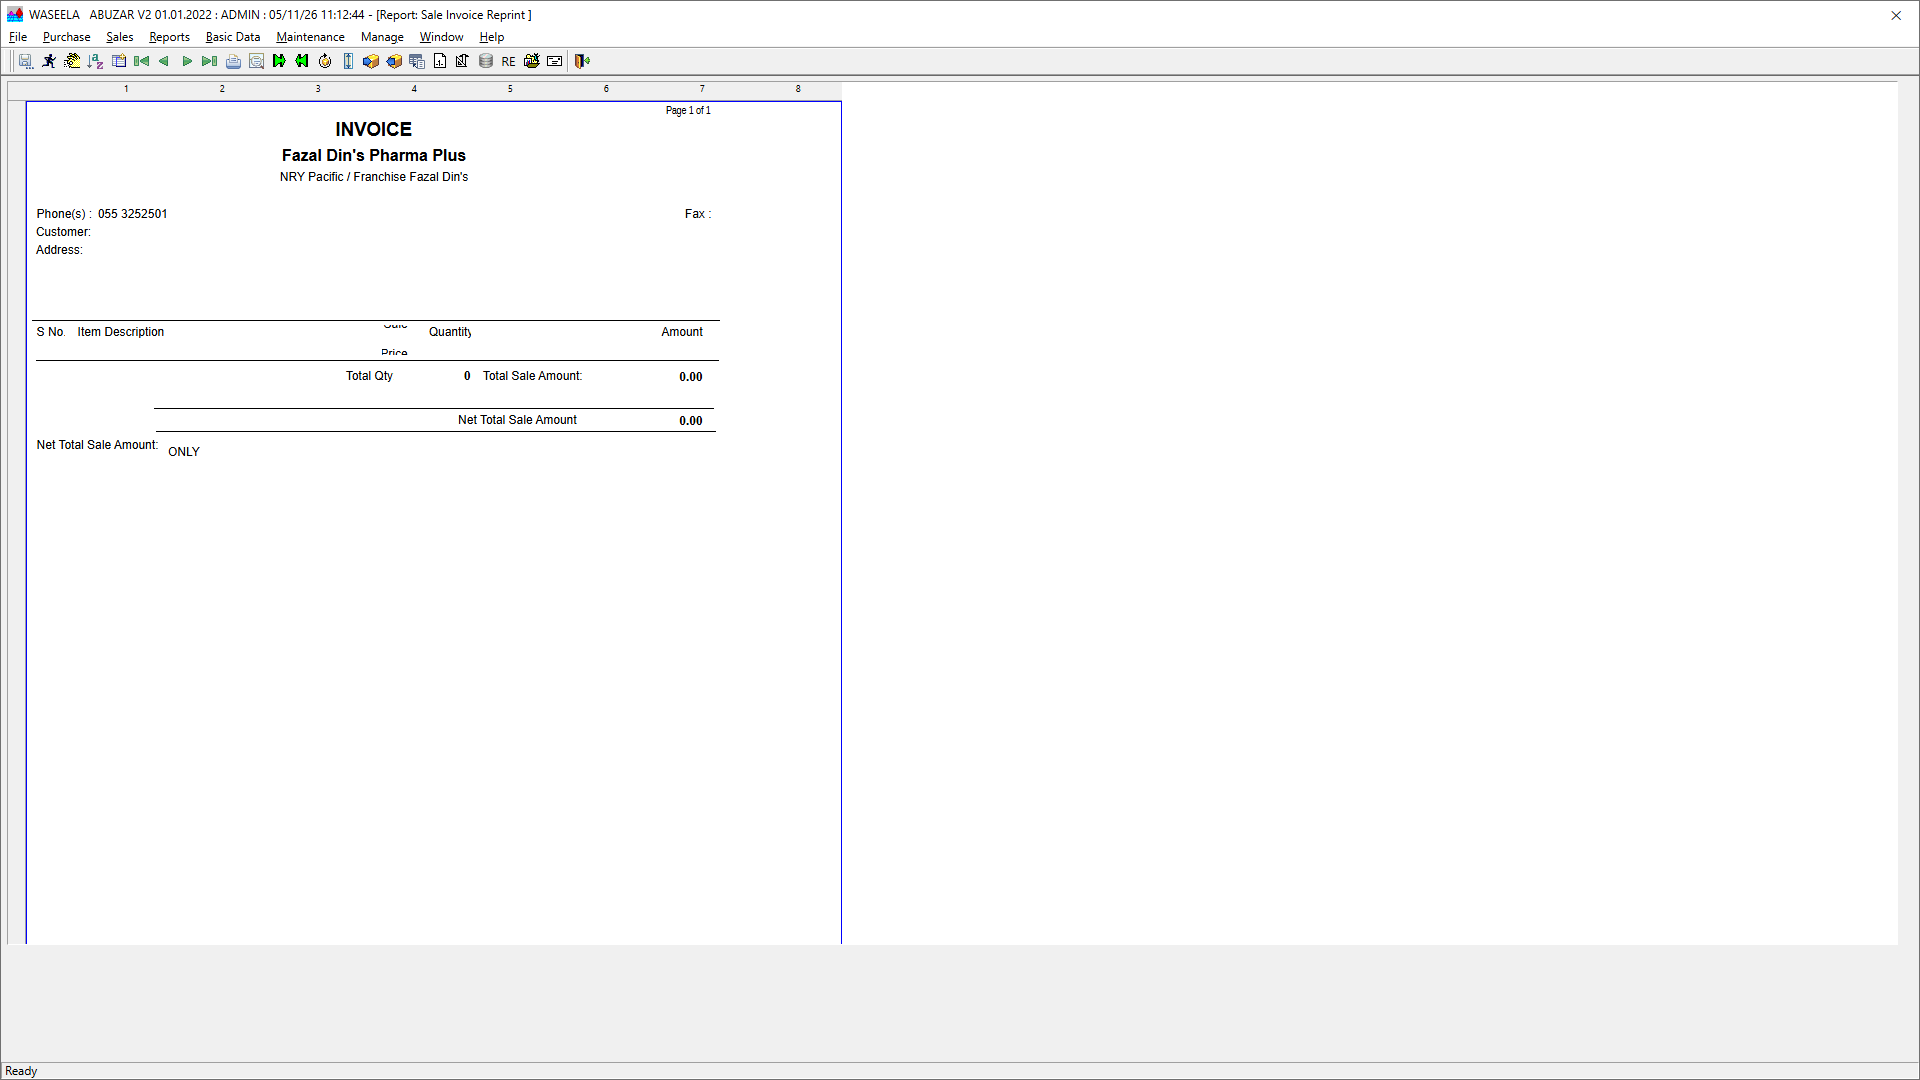 WASEELA ABUZAR V2 01.01.2022 : ADMIN : 05/11/26 11:12:44 - [Report: Sale Invoice Reprint ]
File Purchase Sales Reports Basic Data Maintenance Manage Window Help
RE
1 2 3 4 5 6 7 8
Page 1 of 1
INVOICE
Fazal Din's Pharma Plus
NRY Pacific / Franchise Fazal Din's
Phone(s) : 055 3252501 Fax :
Customer:
Address:
S No. Item Description Sale Price Quantity Amount
Total Qty 0 Total Sale Amount: 0.00
Net Total Sale Amount 0.00
Net Total Sale Amount: ONLY
Ready